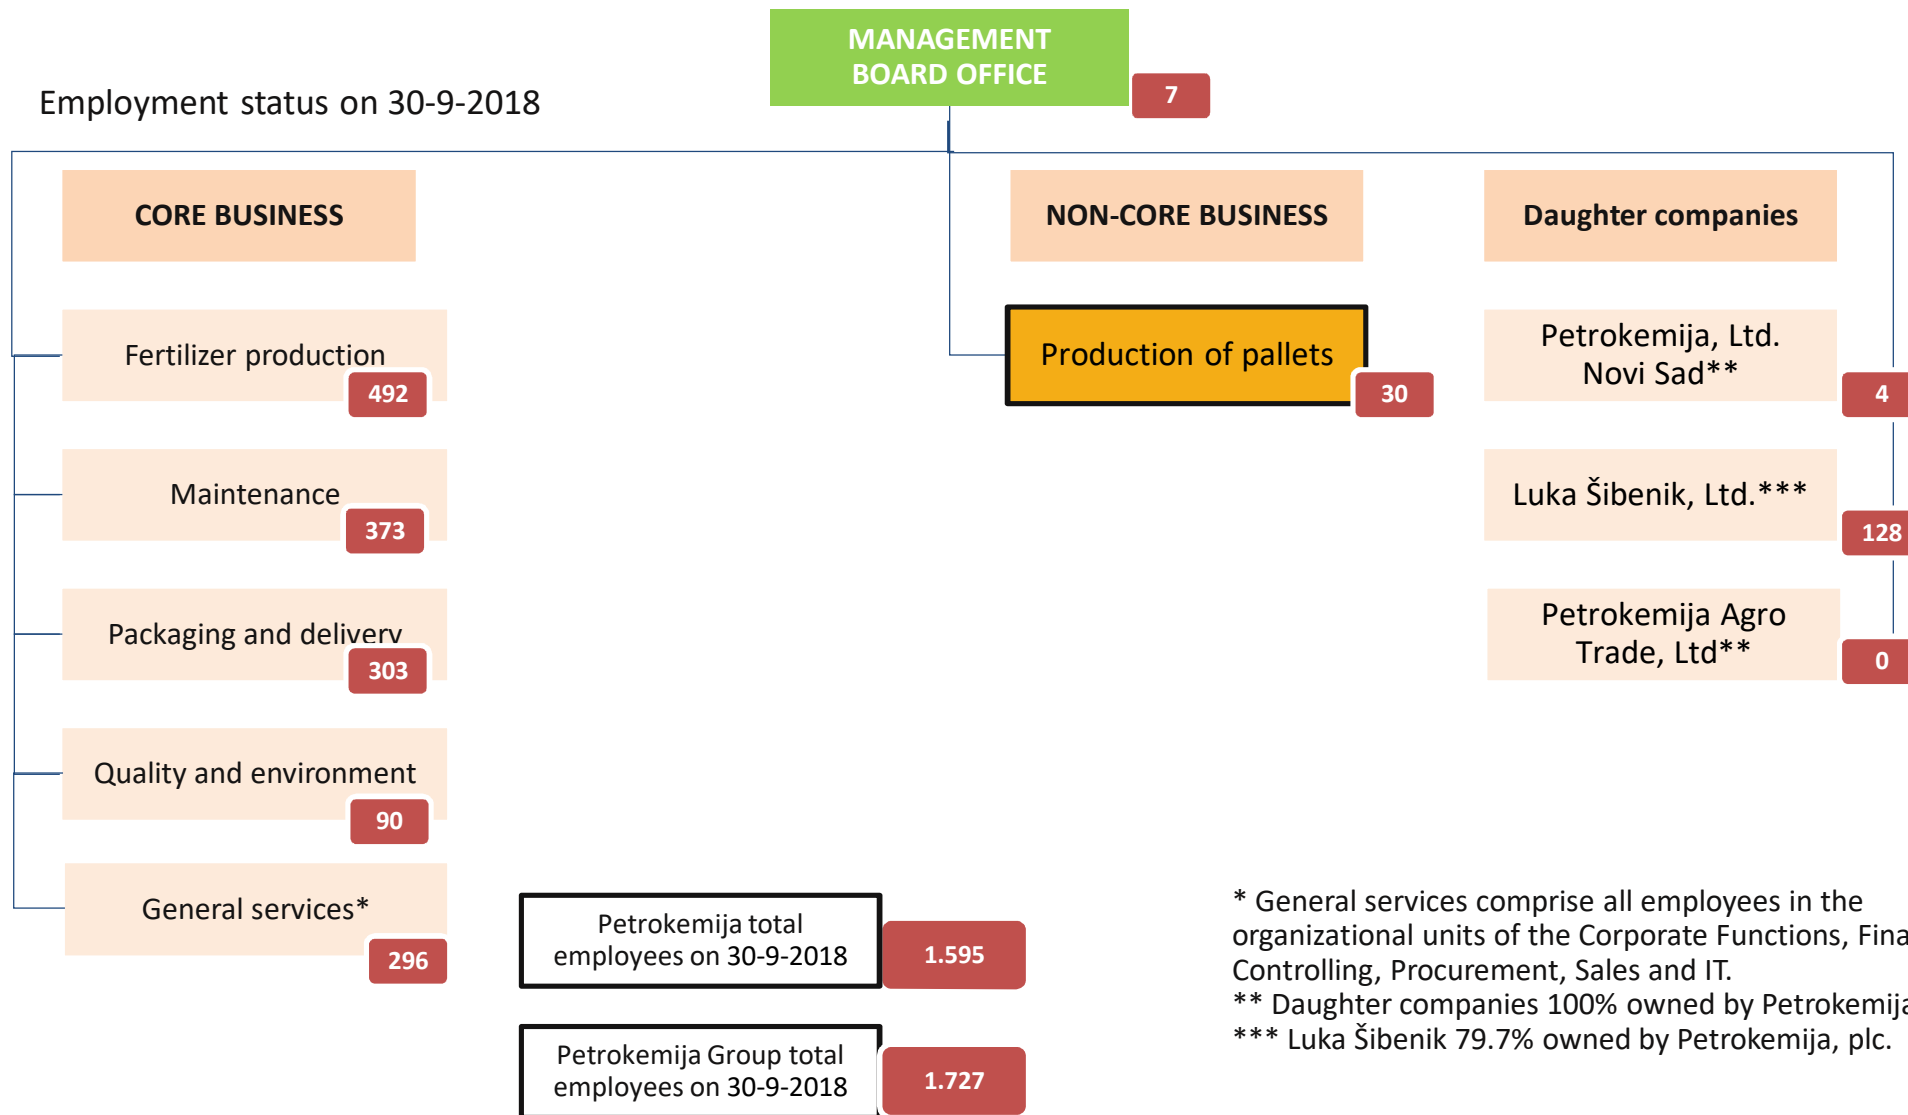 MANAGEMENT
BOARD OFFICE
7
Employment status on 30-9-2018
CORE BUSINESS
NON-CORE BUSINESS
Daughter companies
Fertilizer production
492
Production of pallets
30
Petrokemija, Ltd.
Novi Sad**
4
Maintenance
373
Luka Šibenik, Ltd.***
128
Packaging and delivery
303
Petrokemija Agro
Trade, Ltd**
0
Quality and environment
90
General services*
296
Petrokemija total
employees on 30-9-2018
1.595
Petrokemija Group total
employees on 30-9-2018
1.727
* General services comprise all employees in the
organizational units of the Corporate Functions,
Controlling, Procurement, Sales and IT.
** Daughter companies 100% owned by Petrokemija
*** Luka Šibenik 79.7% owned by Petrokemija, plc.